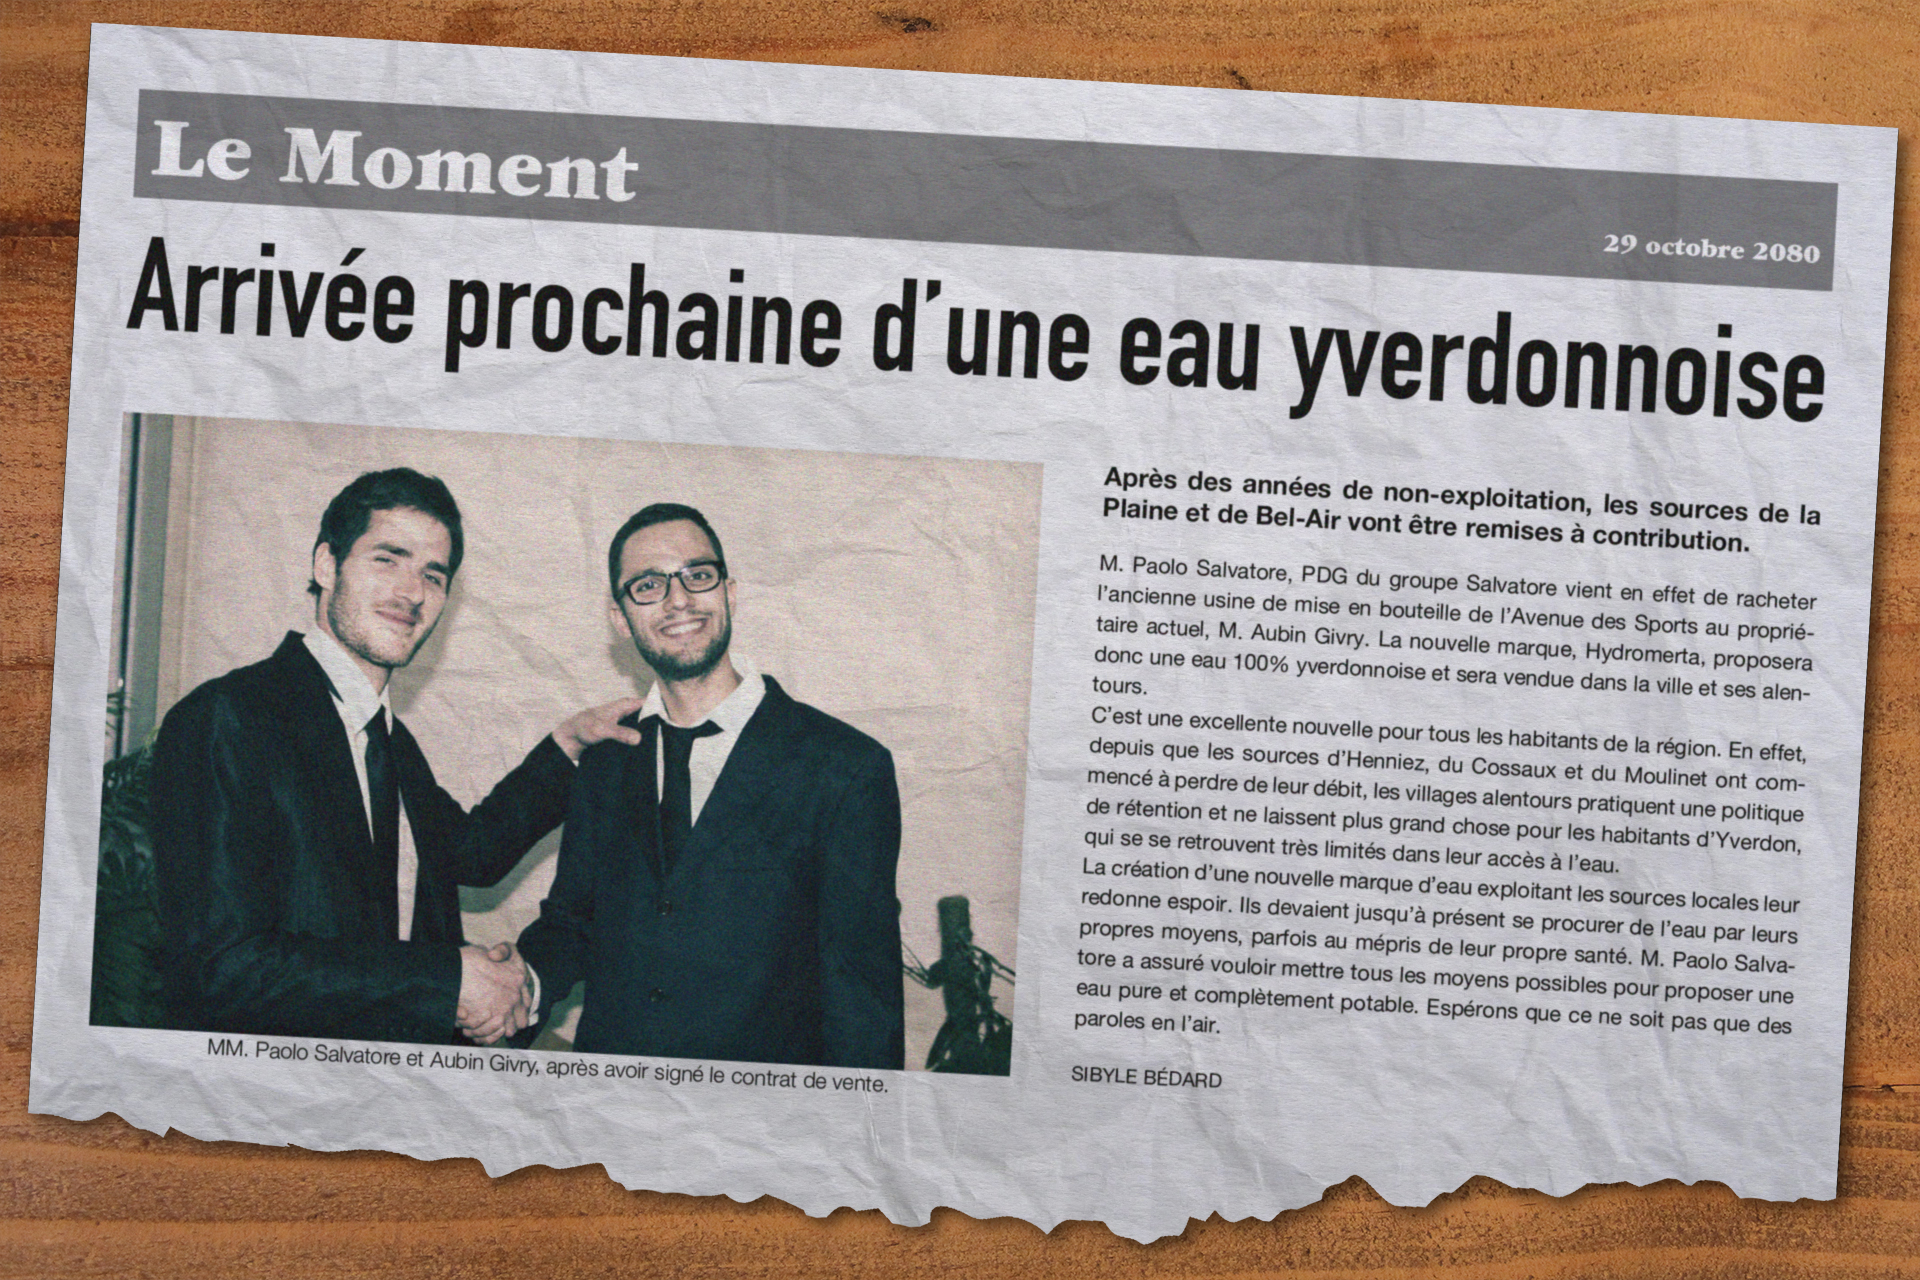 Le Moment
29 octobre 2080
Arrivée prochaine d'une eau yverdonnoise
Après des années de non-exploitation, les sources de la
Plaine et de Bel-Air vont être remises à contribution.
M. Paolo Salvatore, PDG du groupe Salvatore vient en effet de racheter
l'ancienne usine de mise en bouteille de l'Avenue des Sports au proprié-
taire actuel, M. Aubin Givry. La nouvelle marque, Hydromerta, proposera
donc une eau 100% yverdonnoise et sera vendue dans la ville et ses alen-
tours.
C'est une excellente nouvelle pour tous les habitants de la région. En effet,
depuis que les sources d'Henniez, du Cossaux et du Moulinet ont com-
mencé à perdre de leur débit, les villages alentours pratiquent une politique
de rétention et ne laissent plus grand chose pour les habitants d'Yverdon,
qui se se retrouvent très limités dans leur accès à l'eau.
La création d'une nouvelle marque d'eau exploitant les sources locales leur
redonne espoir. Ils devaient jusqu'à présent se procurer de l'eau par leurs
propres moyens, parfois au mépris de leur propre santé. M. Paolo Salva-
tore a assuré vouloir mettre tous les moyens possibles pour proposer une
eau pure et complètement potable. Espérons que ce ne soit pas que des
paroles en l'air.
SIBYLE BÉDARD
MM. Paolo Salvatore et Aubin Givry, après avoir signé le contrat de vente.